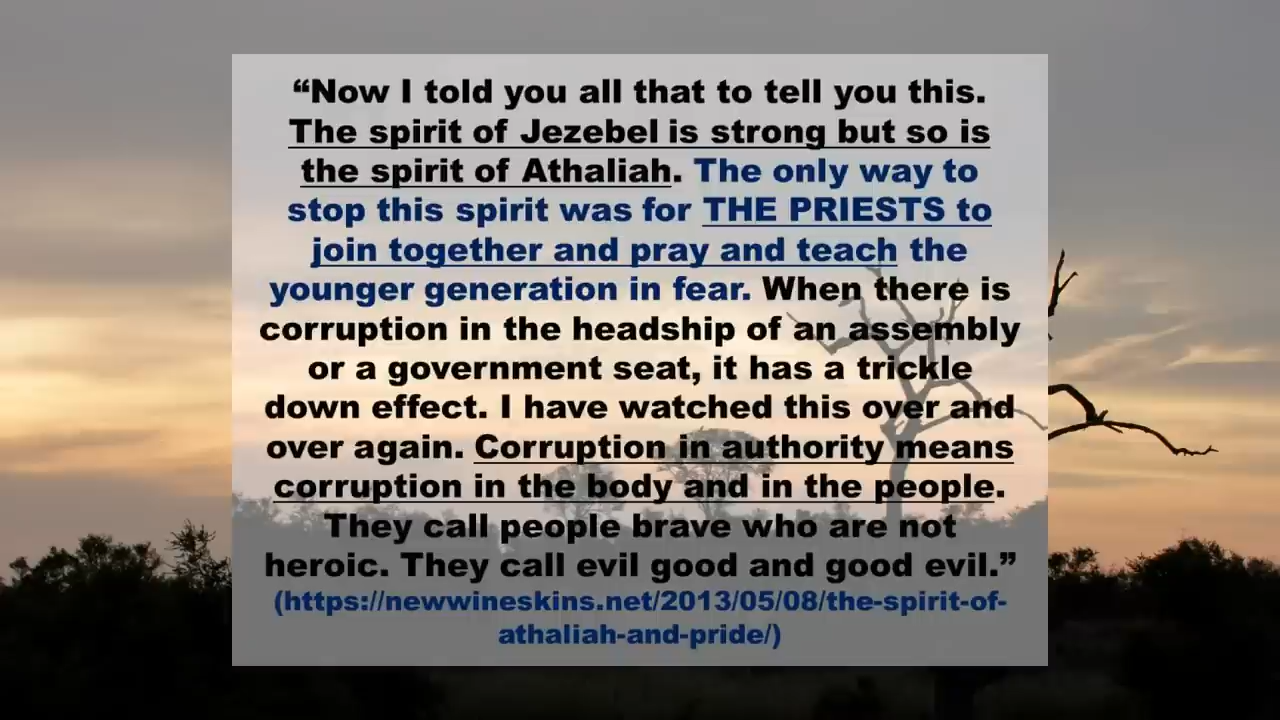 “Now I told you all that to tell you this.
The spirit of Jezebel is strong but so is
the spirit of Athaliah. The only way to
stop this spirit was for THE PRIESTS to
join together and pray and teach the
younger generation in fear. When there is
corruption in the headship of an assembly
or a government seat, it has a trickle
down effect. I have watched this over and
over again. Corruption in authority means
corruption in the body and in the people.
They call people brave who are not
heroic. They call evil good and good evil.”
(https://newwineskins.net/2013/05/08/the-spirit-of-
athaliah-and-pride/)